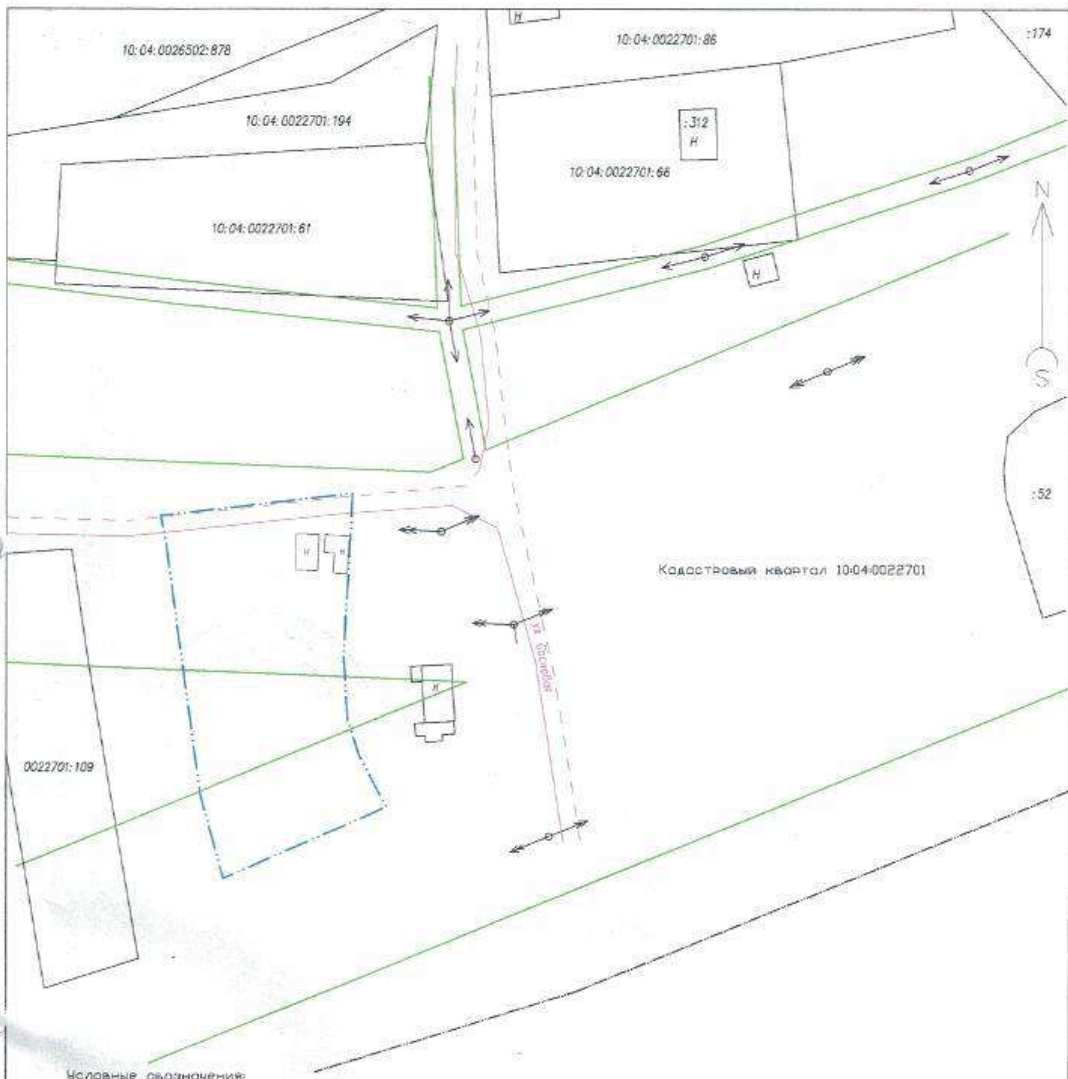 Н
10:04:0026502:878
10:04:0022701:86
:174
10:04:0022701:194
:312
Н
10:04:0022701:66
N
10:04:0022701:61
Н
S
:52
Н
Н
Кадастровый квартал 10:04:0022701
ул
Н
0022701:109
Условные обозначения: